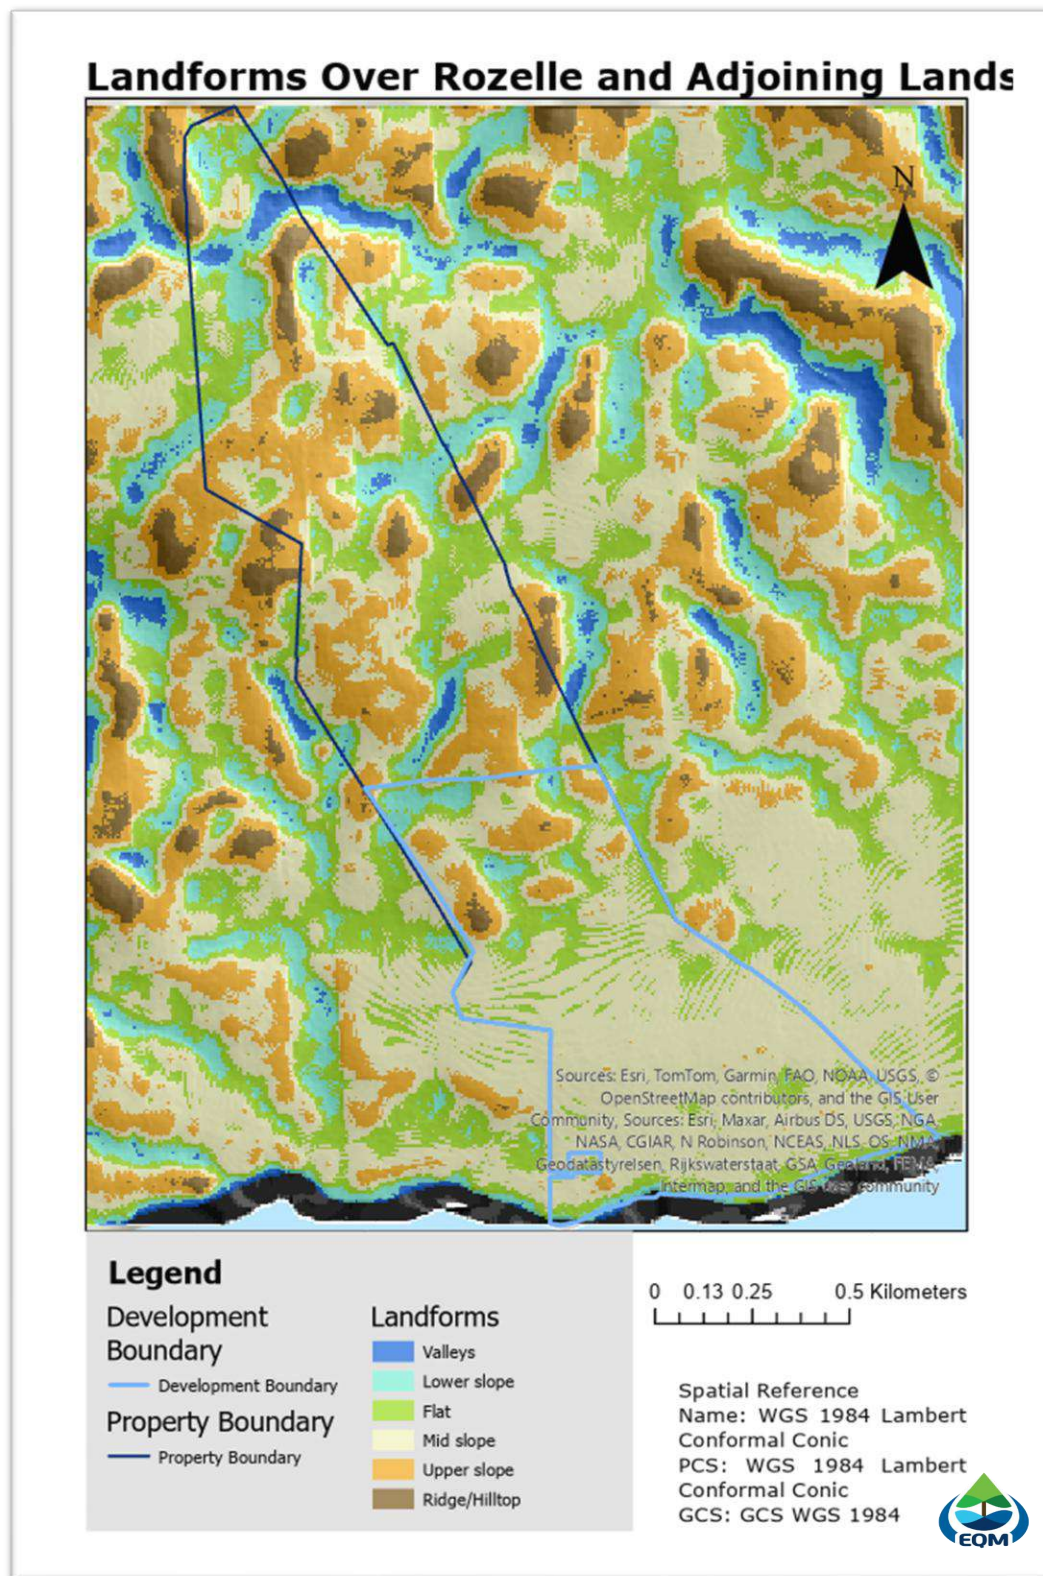 Landforms Over Rozelle and Adjoining Lands
N
Sources: Esri, TomTom, Garmin, FAO, NOAA, USGS, ©
OpenStreetMap contributors, and the GIS User
Community, Sources: Esri, Maxar, Airbus DS, USGS, NGA,
NASA, CGIAR, N Robinson, NCEAS, NLS, OS, NMA,
Geodatastyrelsen, Rijkswaterstaat, GSA, Geoland, FEMA,
Intermap, and the GIS user community
Legend
Development
Boundary
Development Boundary
Property Boundary
Property Boundary
Landforms
Valleys
Lower slope
Flat
Mid slope
Upper slope
Ridge/Hilltop
0 0.13 0.25 0.5 Kilometers
Spatial Reference
Name: WGS 1984 Lambert
Conformal Conic
PCS: WGS 1984 Lambert
Conformal Conic
GCS: GCS WGS 1984
EQM